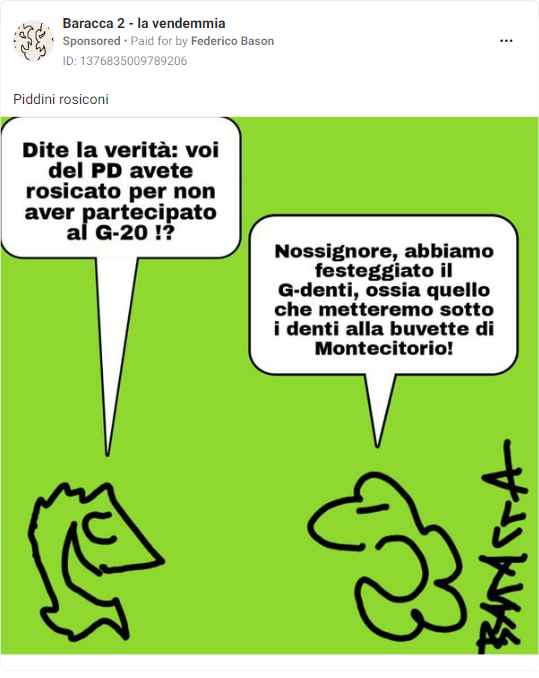 Baracca 2 - la vendemmia
Sponsored • Paid for by Federico Bason
ID: 1376835009789206
Piddini rosiconi
Dite la verità: voi
del PD avete
rosicato per non
aver partecipato
al G-20 !?
Nossignore, abbiamo
festeggiato il
G-denti, ossia quello
che metteremo sotto
i denti alla buvette di
Montecitorio!
BARACCA